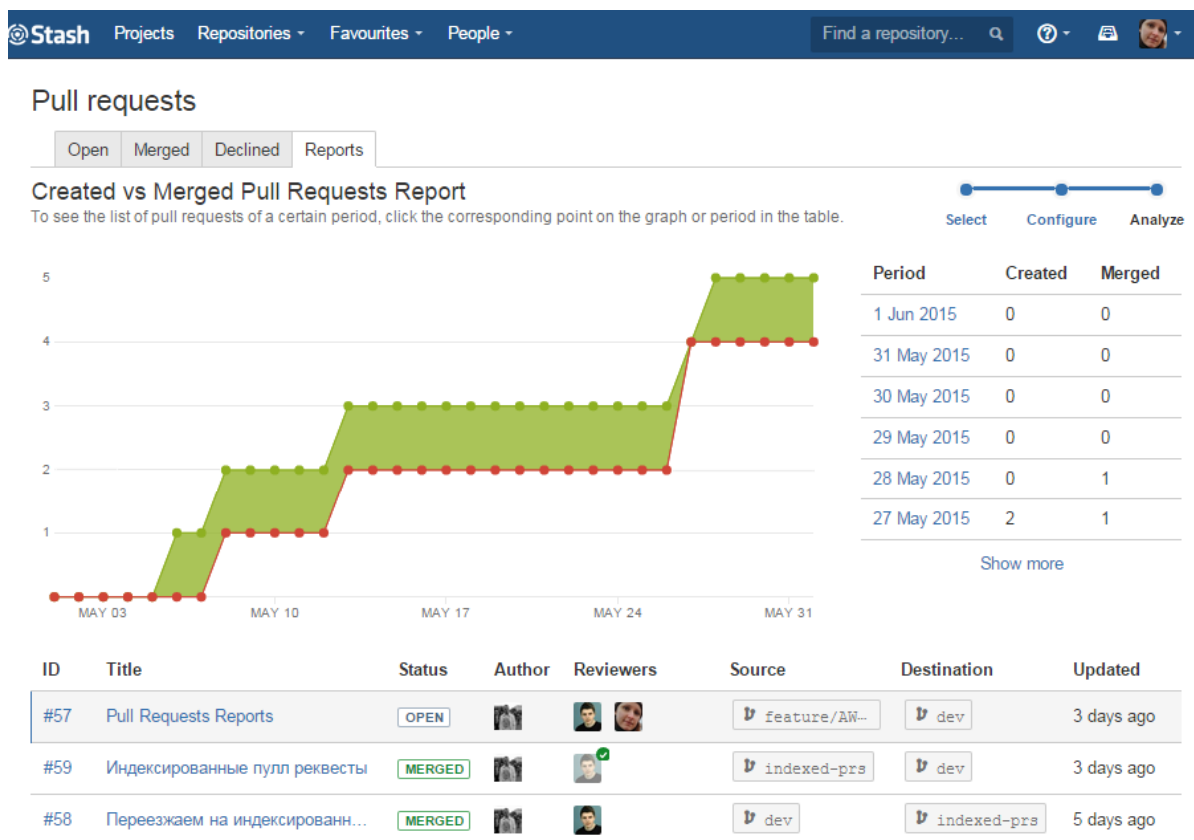 Stash Projects Repositories Favourites People Find a repository...
Pull requests
Open Merged Declined Reports
Created vs Merged Pull Requests Report
To see the list of pull requests of a certain period, click the corresponding point on the graph or period in the table.
Select Configure Analyze
5
4
3
2
1
MAY 03 MAY 10 MAY 17 MAY 24 MAY 31
Period Created Merged
1 Jun 2015 0 0
31 May 2015 0 0
30 May 2015 0 0
29 May 2015 0 0
28 May 2015 0 1
27 May 2015 2 1
Show more
ID Title Status Author Reviewers Source Destination Updated
#57 Pull Requests Reports OPEN feature/AW… dev 3 days ago
#59 Индексированные пулл реквесты MERGED indexed-prs dev 3 days ago
#58 Переезжаем на индексированн... MERGED dev indexed-prs 5 days ago